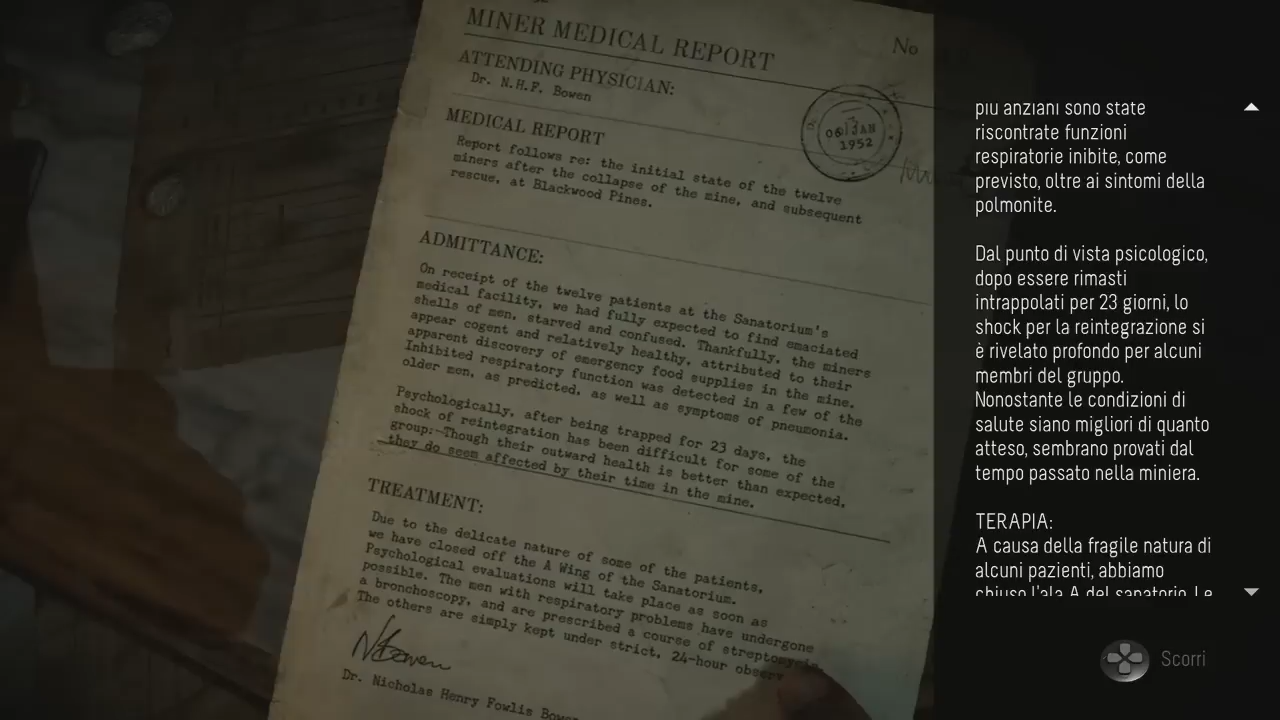 MINER MEDICAL REPORT
No
ATTENDING PHYSICIAN:
Dr. N.H.F. Bowen
MEDICAL REPORT
06 JAN
1952
Report follows re: the initial state of the twelve
miners after the collapse of the mine, and subsequent
rescue, at Blackwood Pines.
ADMITTANCE:
On receipt of the twelve patients at the Sanatorium's
medical facility, we had fully expected to find emaciated
shells of men, starved and confused. Thankfully, the miners
appear cogent and relatively healthy, attributed to their
apparent discovery of emergency food supplies in the mine.
Inhibited respiratory function was detected in a few of the
older men, as predicted, as well as symptoms of pneumonia.
Psychologically, after being trapped for 23 days, the
shock of reintegration has been difficult for some of the
group. Though their outward health is better than expected,
they do seem affected by their time in the mine.
TREATMENT:
Due to the delicate nature of some of the patients,
we have closed off the A Wing of the Sanatorium.
Psychological evaluations will take place as soon as
possible. The men with respiratory problems have undergone
a bronchoscopy, and are prescribed a course of
The others are simply kept under strict, 24-hour
NBowen
Dr. Nicholas Henry Fowlis
più anziani sono state
riscontrate funzioni
respiratorie inibite, come
previsto, oltre ai sintomi della
polmonite.
Dal punto di vista psicologico,
dopo essere rimasti
intrappolati per 23 giorni, lo
shock per la reintegrazione si
è rivelato profondo per alcuni
membri del gruppo.
Nonostante le condizioni di
salute siano migliori di quanto
atteso, sembrano provati dal
tempo passato nella miniera.
TERAPIA:
A causa della fragile natura di
alcuni pazienti, abbiamo
chiuso l'ala A del sanatorio. Le
Scorri